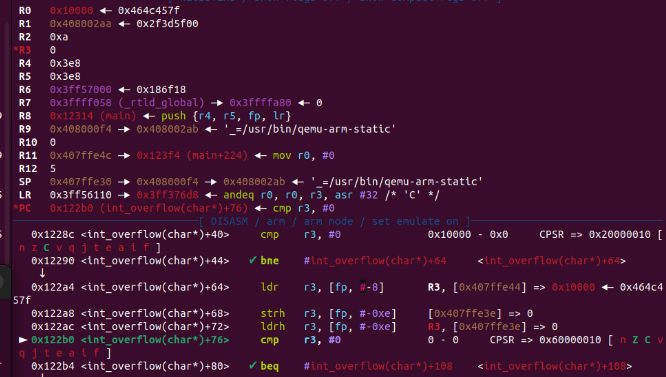 R0 0x10000 ◂— 0x464c457f
R1 0x408002aa ◂— 0x2f3d5f00
R2 0xa
*R3 0
R4 0x3e8
R5 0x3e8
R6 0x3ff57000 ◂— 0x186f18
R7 0x3ffff058 (_rtld_global) —▸ 0x3ffffa80 ◂— 0
R8 0x12314 (main) ◂— push {r4, r5, fp, lr}
R9 0x408000f4 —▸ 0x408002ab ◂— '_=/usr/bin/qemu-arm-static'
R10 0
R11 0x407ffe4c —▸ 0x123f4 (main+224) ◂— mov r0, #0
R12 5
SP 0x407ffe30 —▸ 0x408000f4 —▸ 0x408002ab ◂— '_=/usr/bin/qemu-arm-static'
LR 0x3ff56110 —▸ 0x3ff376d8 ◂— andeq r0, r0, r3, asr #32 /* 'C' */
*PC 0x122b0 (int_overflow(char*)+76) ◂— cmp r3, #0
[ DISASM / arm / arm mode / set emulate on ]
0x1228c <int_overflow(char*)+40> cmp r3, #0 0x10000 - 0x0 CPSR => 0x20000010 [
n z C v q j t e a i f ]
0x12290 <int_overflow(char*)+44> ✔ bne #int_overflow(char*)+64 <int_overflow(char*)+64>
↓
0x122a4 <int_overflow(char*)+64> ldr r3, [fp, #-8] R3, [0x407ffe44] => 0x10000 ◂— 0x464c4
57f
0x122a8 <int_overflow(char*)+68> strh r3, [fp, #-0xe] [0x407ffe3e] => 0
0x122ac <int_overflow(char*)+72> ldrh r3, [fp, #-0xe] R3, [0x407ffe3e] => 0
► 0x122b0 <int_overflow(char*)+76> cmp r3, #0 0 - 0 CPSR => 0x60000010 [ n Z C v
q j t e a i f ]
0x122b4 <int_overflow(char*)+80> ✔ beq #int_overflow(char*)+108 <int_overflow(char*)+108>